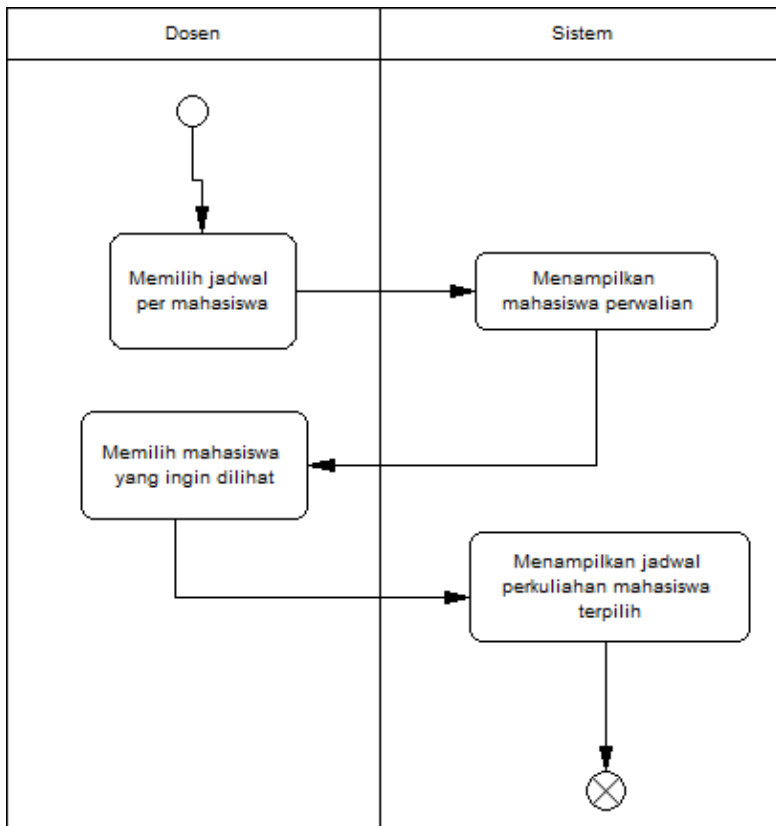 Dosen
Sistem
Memilih jadwal
per mahasiswa
Menampilkan
mahasiswa perwalian
Memilih mahasiswa
yang ingin dilihat
Menampilkan jadwal
perkuliahan mahasiswa
terpilih